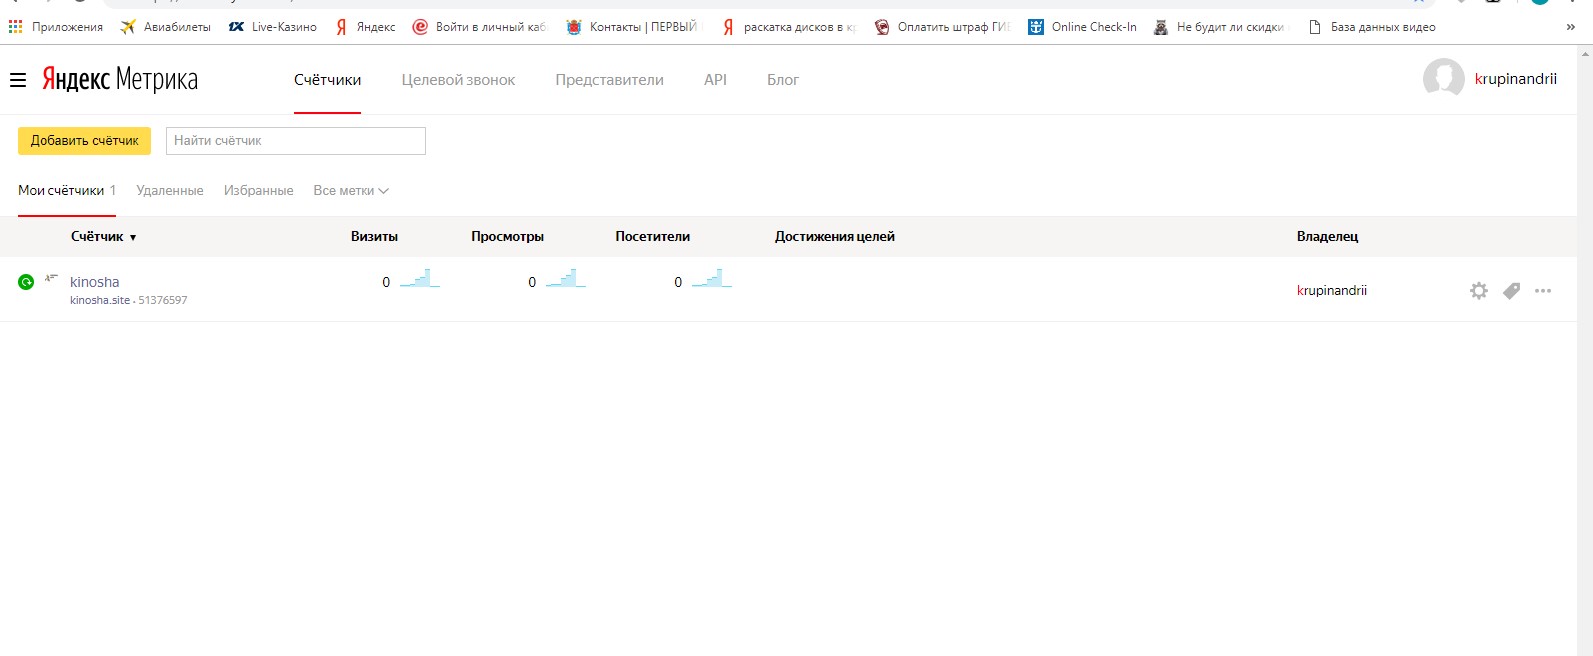 Приложения Авиабилеты Live-Казино Яндекс Войти в личный каб Контакты | ПЕРВЫЙ раскатка дисков в кр Оплатить штраф ГИБ Online Check-In Не будит ли скидки База данных видео »
Яндекс Метрика Счётчики Целевой звонок Представители API Блог krupinandrii
Добавить счётчик Найти счётчик
Мои счётчики 1 Удаленные Избранные Все метки
Счётчик ▼ Визиты Просмотры Посетители Достижения целей Владелец
kinosha 0 0 0 krupinandrii
kinosha.site • 51376597